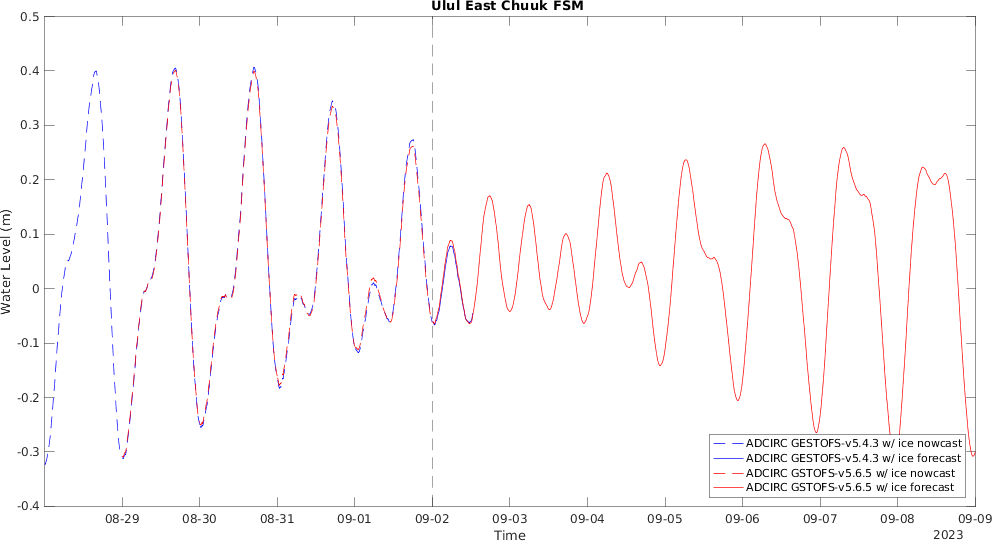 Ulul East Chuuk FSM
0.5
0.4
0.3
0.2
0.1
0
-0.1
-0.2
-0.3
-0.4
Water Level (m)
ADCIRC GESTOFS-v5.4.3 w/ ice nowcast
ADCIRC GESTOFS-v5.4.3 w/ ice forecast
ADCIRC GSTOFS-v5.6.5 w/ ice nowcast
ADCIRC GSTOFS-v5.6.5 w/ ice forecast
08-29 08-30 08-31 09-01 09-02 09-03 09-04 09-05 09-06 09-07 09-08 09-09
Time
2023